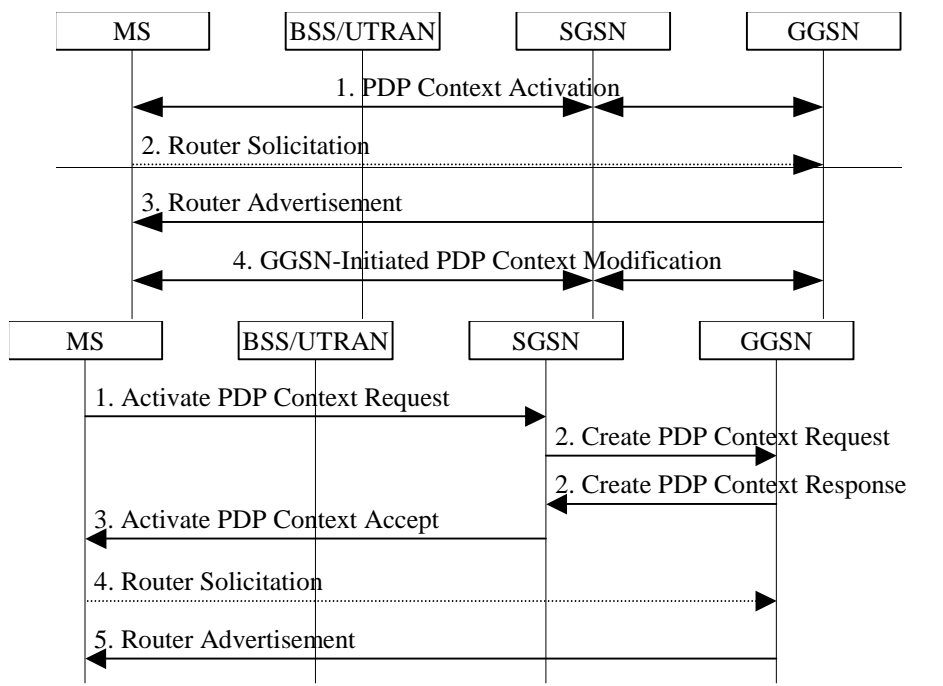 MS BSS/UTRAN SGSN GGSN
1. PDP Context Activation
2. Router Solicitation
3. Router Advertisement
4. GGSN-Initiated PDP Context Modification
MS BSS/UTRAN SGSN GGSN
1. Activate PDP Context Request
2. Create PDP Context Request
2. Create PDP Context Response
3. Activate PDP Context Accept
4. Router Solicitation
5. Router Advertisement